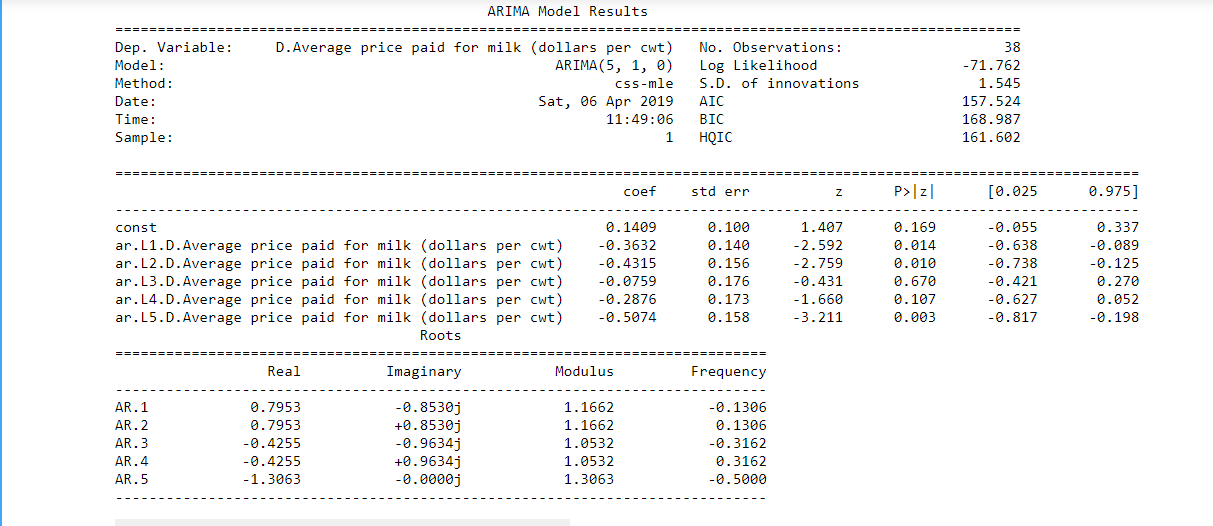 ARIMA Model Results
==============================================================================================
Dep. Variable: D.Average price paid for milk (dollars per cwt) No. Observations: 38
Model: ARIMA(5, 1, 0) Log Likelihood -71.762
Method: css-mle S.D. of innovations 1.545
Date: Sat, 06 Apr 2019 AIC 157.524
Time: 11:49:06 BIC 168.987
Sample: 1 HQIC 161.602
==============================================================================================
coef std err z P>|z| [0.025 0.975]
----------------------------------------------------------------------------------------------
const 0.1409 0.100 1.407 0.169 -0.055 0.337
ar.L1.D.Average price paid for milk (dollars per cwt) -0.3632 0.140 -2.592 0.014 -0.638 -0.089
ar.L2.D.Average price paid for milk (dollars per cwt) -0.4315 0.156 -2.759 0.010 -0.738 -0.125
ar.L3.D.Average price paid for milk (dollars per cwt) -0.0759 0.176 -0.431 0.670 -0.421 0.270
ar.L4.D.Average price paid for milk (dollars per cwt) -0.2876 0.173 -1.660 0.107 -0.627 0.052
ar.L5.D.Average price paid for milk (dollars per cwt) -0.5074 0.158 -3.211 0.003 -0.817 -0.198
Roots
=============================================================================
Real Imaginary Modulus Frequency
-----------------------------------------------------------------------------
AR.1 0.7953 -0.8530j 1.1662 -0.1306
AR.2 0.7953 +0.8530j 1.1662 0.1306
AR.3 -0.4255 -0.9634j 1.0532 -0.3162
AR.4 -0.4255 +0.9634j 1.0532 0.3162
AR.5 -1.3063 -0.0000j 1.3063 -0.5000
-----------------------------------------------------------------------------